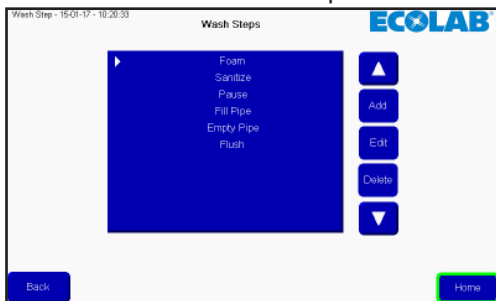 Wash Step - 15-01-17 - 10:20:33
Wash Steps
ECOLAB®
Foam
Sanitize
Pause
Fill Pipe
Empty Pipe
Flush
Add
Edit
Delete
Back
Home